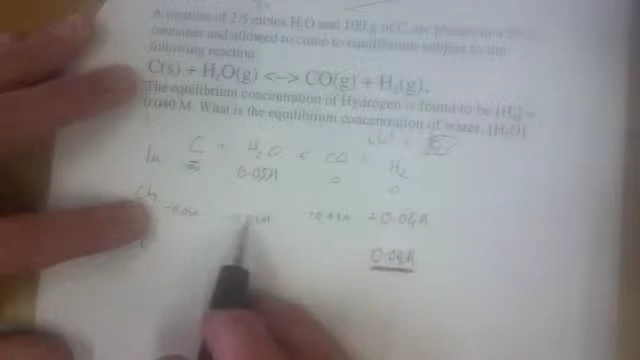 A mixture of 2.5 moles H₂O and 100 g of C are placed in a
container and allowed to come to equilibrium subject to the
following reaction:
C(s) + H₂O(g) <--> CO(g) + H₂(g),
The equilibrium concentration of Hydrogen is found to be [H₂] =
0.040 M. What is the equilibrium concentration of water, [H₂O]
C + H₂O < CO + H₂
In 0.05M 0 0
Ch = 0.04M
0.04M